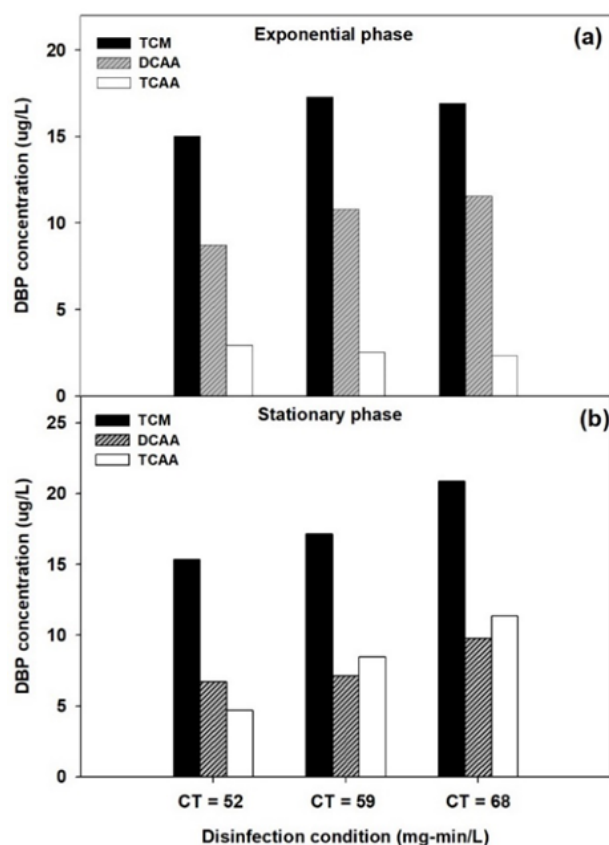 Exponential phase (a)
TCM
DCAA
TCAA
20
15
10
5
0
DBP concentration (ug/L)
Stationary phase (b)
TCM
DCAA
TCAA
25
20
15
10
5
0
DBP concentration (ug/L)
CT = 52 CT = 59 CT = 68
Disinfection condition (mg-min/L)